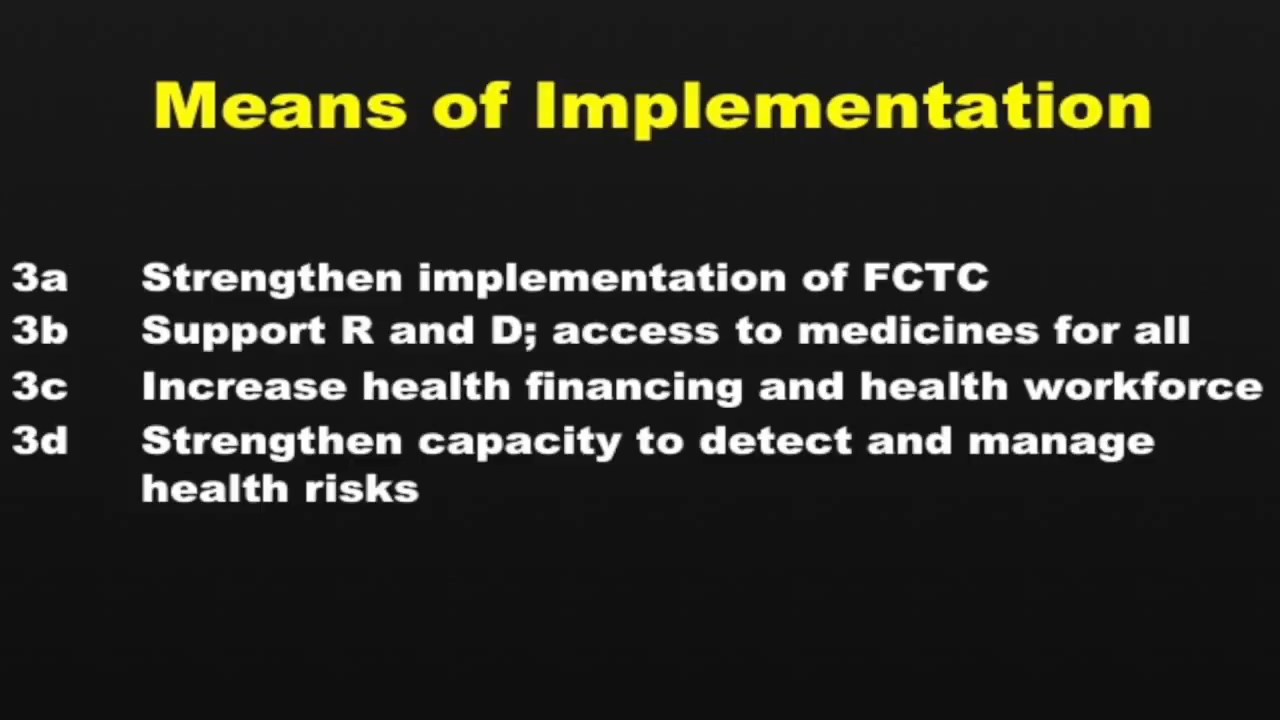 Means of Implementation
3a Strengthen implementation of FCTC
3b Support R and D; access to medicines for all
3c Increase health financing and health workforce
3d Strengthen capacity to detect and manage
health risks